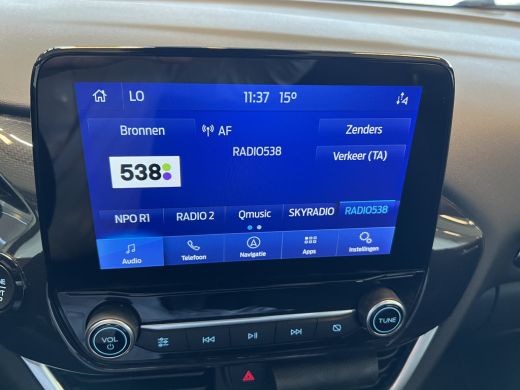 LO 11:37 15°
Bronnen AF Zenders
RADIO538
Verkeer (TA)
538
NPO R1 RADIO 2 Qmusic SKYRADIO RADIO538
Audio Telefoon Navigatie Apps Instellingen
VOL TUNE